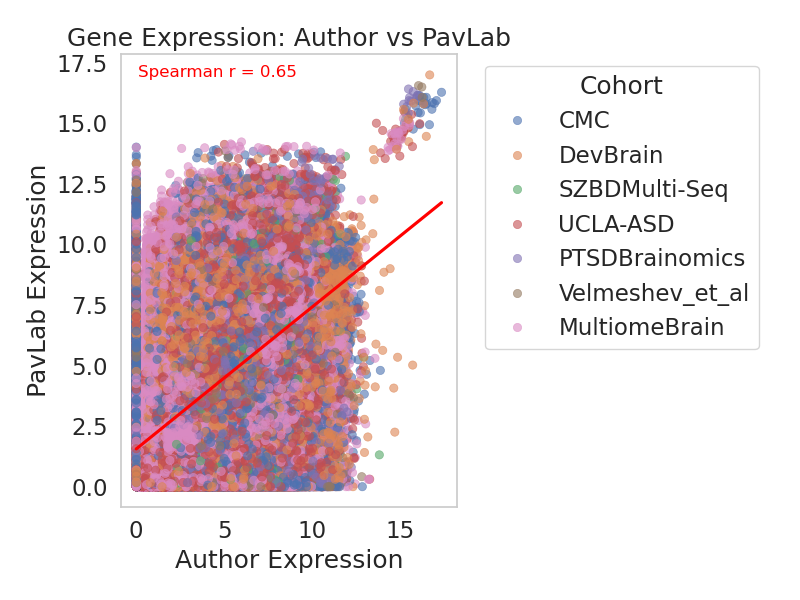 Gene Expression: Author vs PavLab
Spearman r = 0.65
17.5
15.0
12.5
10.0
7.5
5.0
2.5
0.0
PavLab Expression
0 5 10 15
Author Expression
Cohort
CMC
DevBrain
SZBDMulti-Seq
UCLA-ASD
PTSDBrainomics
Velmeshev_et_al
MultiomeBrain